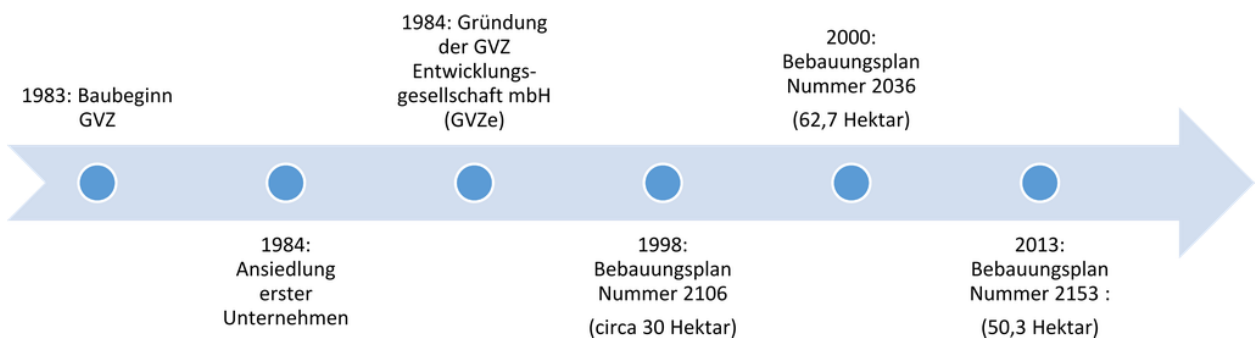 1983: Baubeginn
GVZ
1984:
Ansiedlung
erster
Unternehmen
1984: Gründung
der GVZ
Entwicklungs-
gesellschaft mbH
(GVZe)
1998:
Bebauungsplan
Nummer 2106
(circa 30 Hektar)
2000:
Bebauungsplan
Nummer 2036
(62,7 Hektar)
2013:
Bebauungsplan
Nummer 2153 :
(50,3 Hektar)